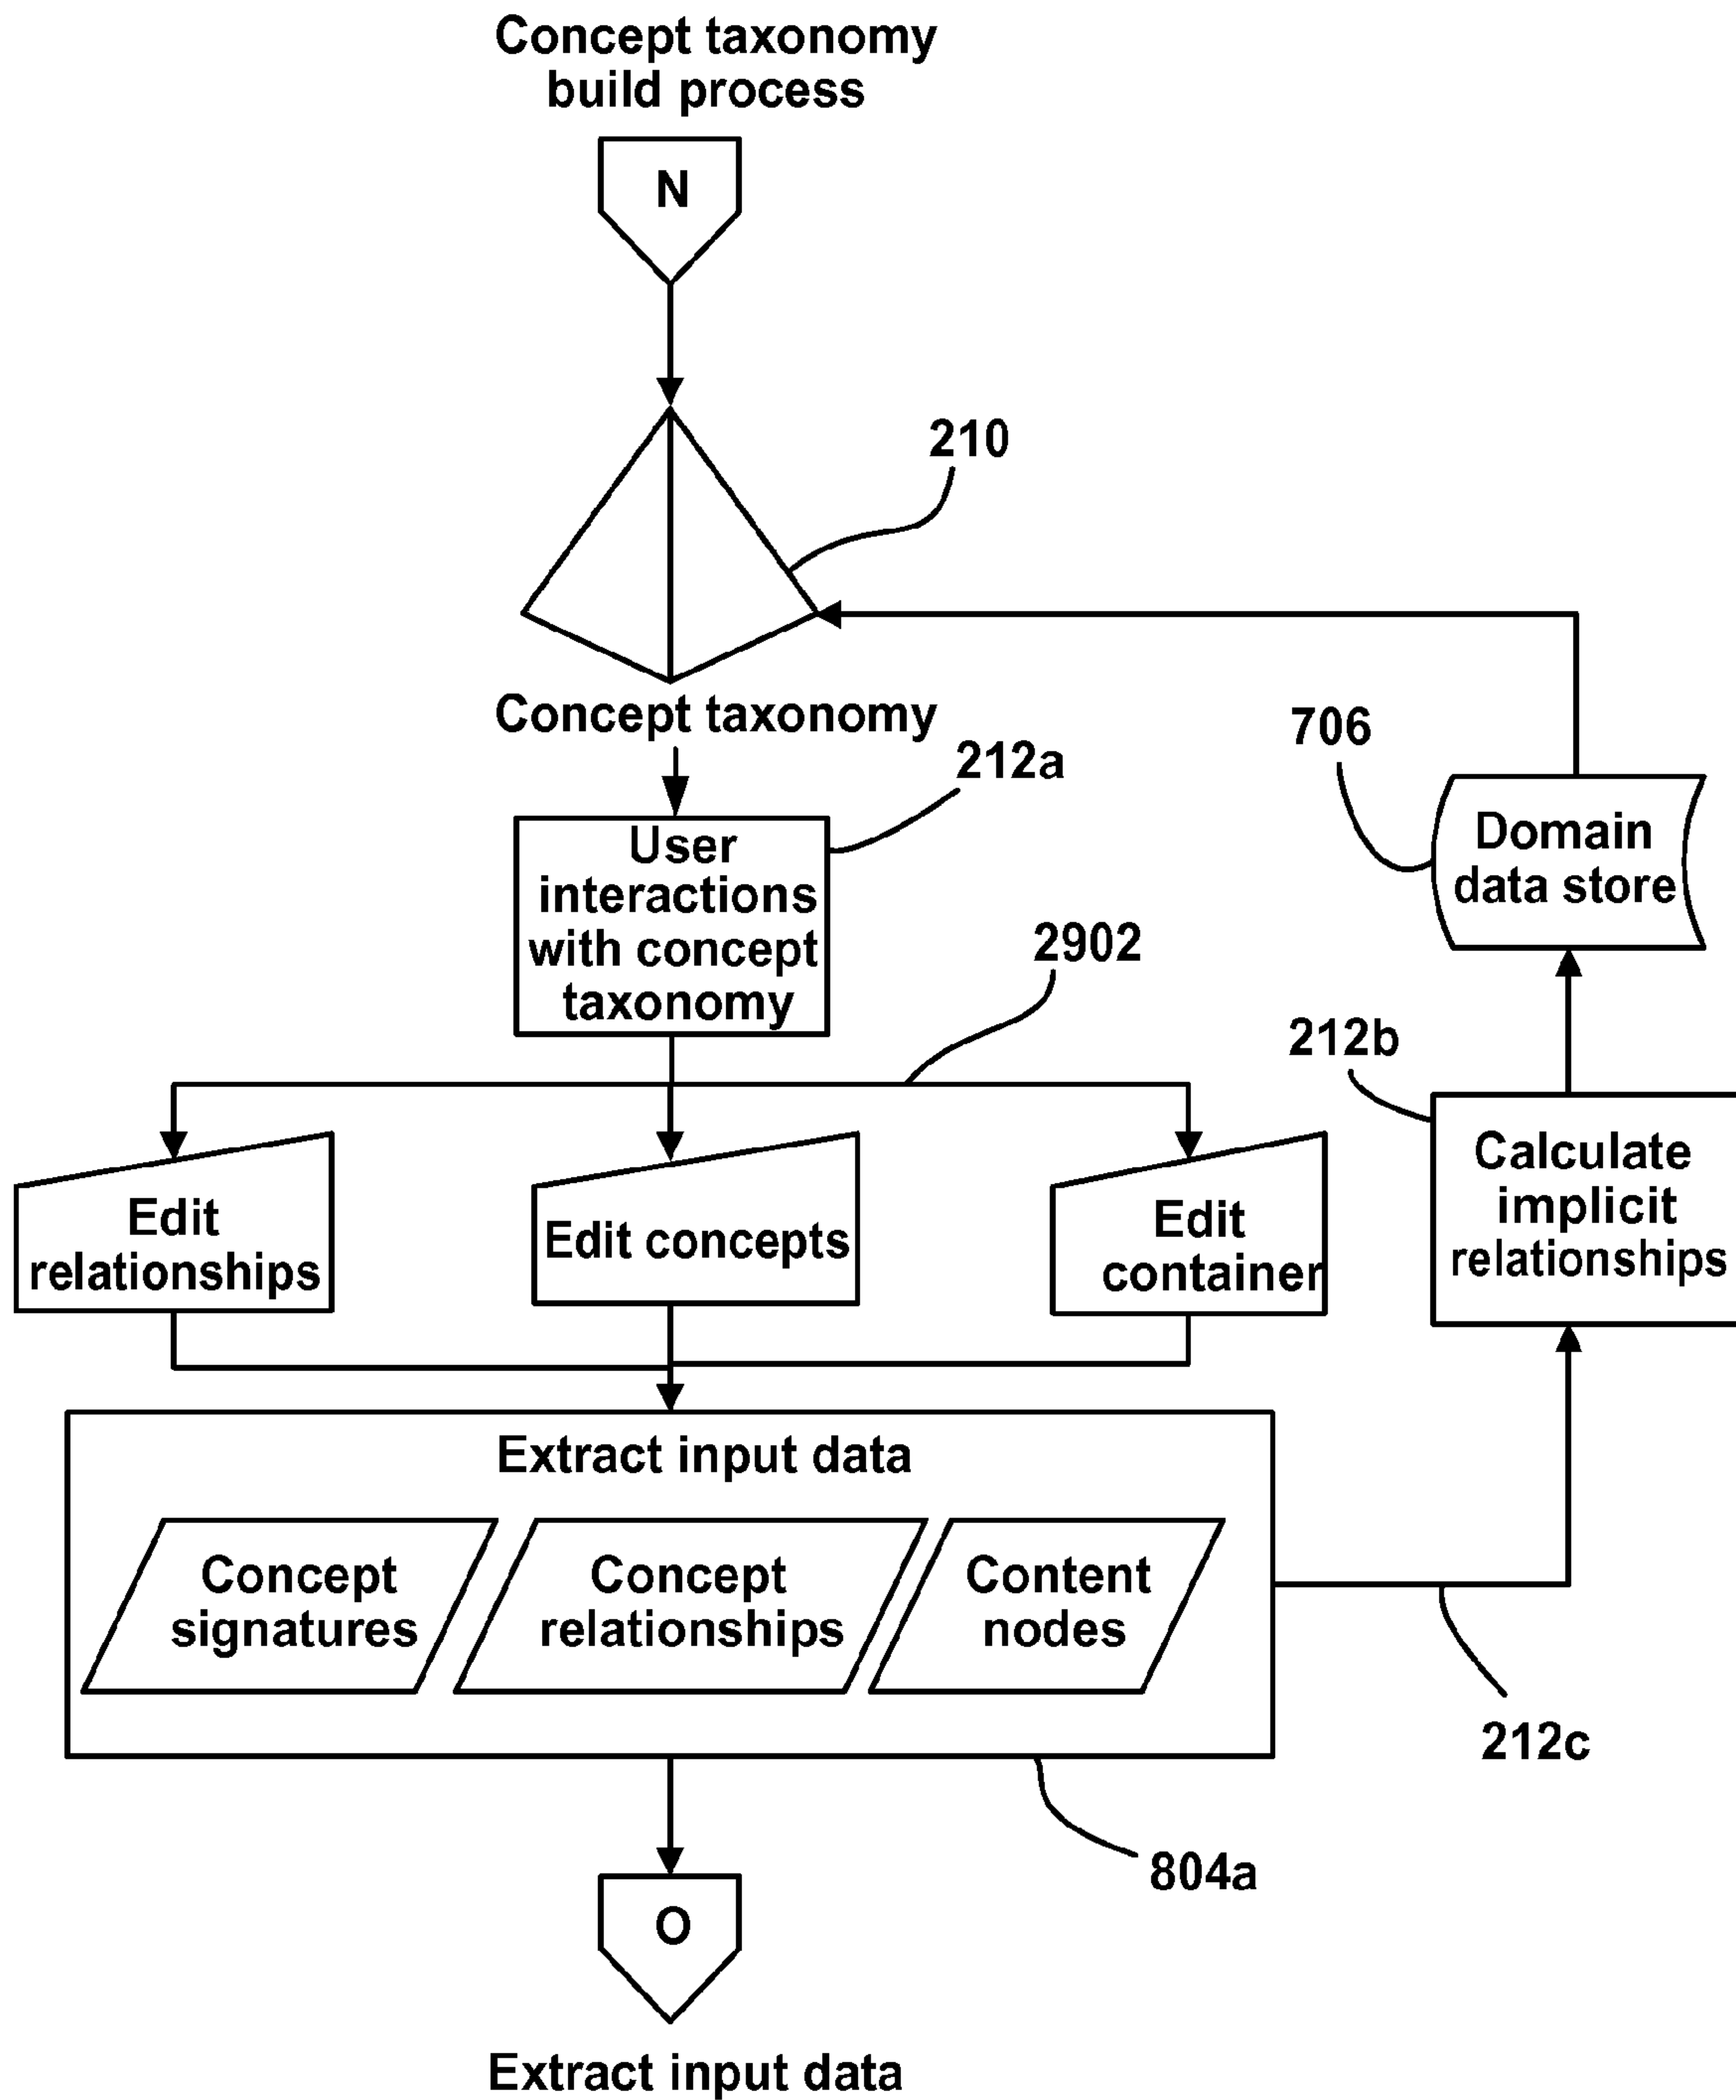 Concept taxonomy
build process
N
210
Concept taxonomy
212a
706
User
interactions
with concept
taxonomy
Domain
data store
2902
212b
Edit
relationships
Edit concepts
Edit
container
Calculate
implicit
relationships
Extract input data
Concept
signatures
Concept
relationships
Content
nodes
212c
804a
O
Extract input data